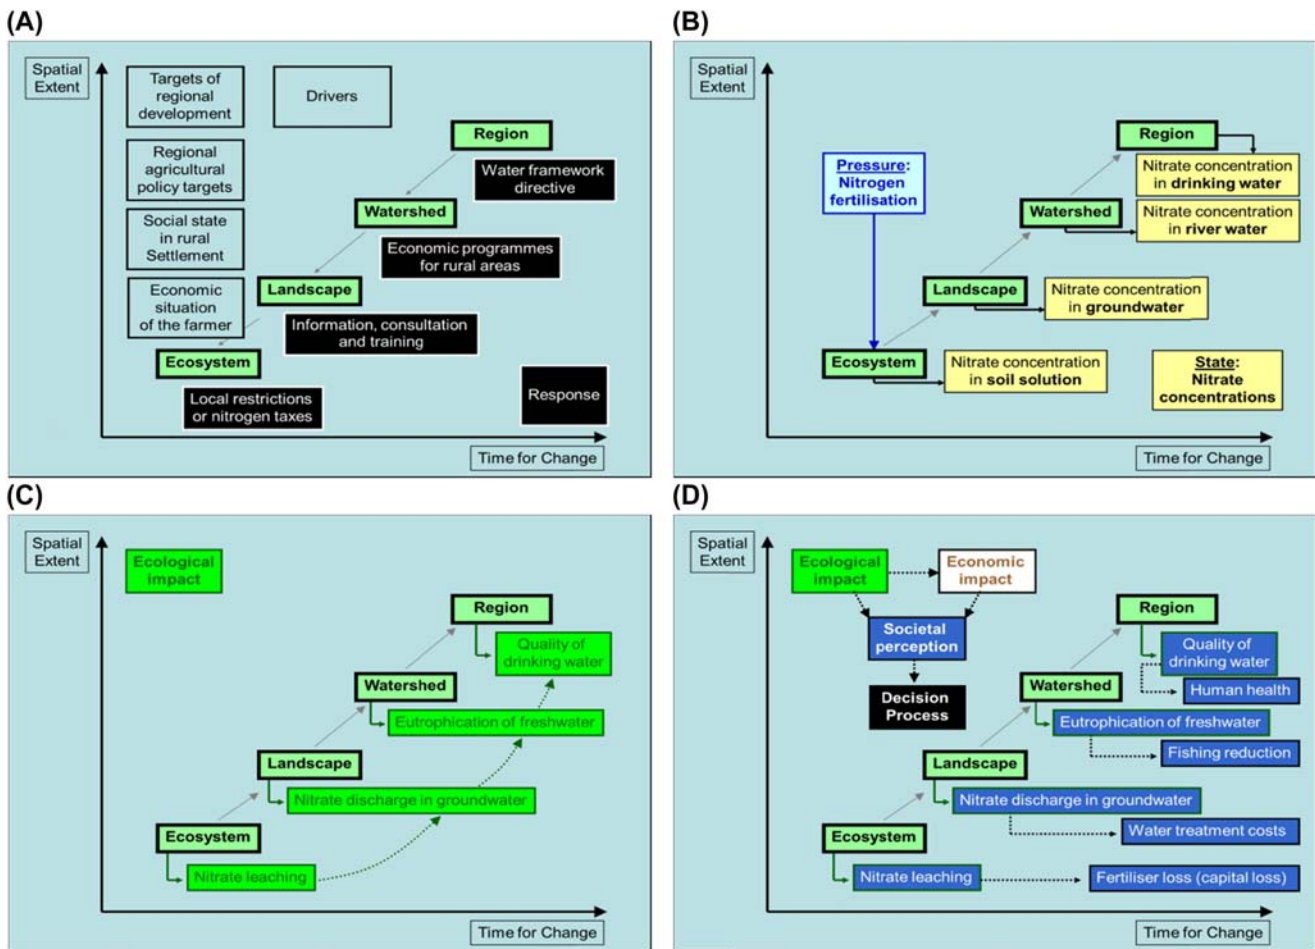 (A)
Spatial
Extent
Targets of
regional
development
Drivers
Regional
agricultural
policy targets
Social state
in rural
Settlement
Economic
situation
of the farmer
Region
Water framework
directive
Watershed
Economic programmes
for rural areas
Landscape
Information, consultation
and training
Ecosystem
Local restrictions
or nitrogen taxes
Response
Time for Change
(B)
Spatial
Extent
Pressure:
Nitrogen
fertilisation
Region
Nitrate concentration
in drinking water
Watershed
Nitrate concentration
in river water
Landscape
Nitrate concentration
in groundwater
Ecosystem
Nitrate concentration
in soil solution
State:
Nitrate
concentrations
Time for Change
(C)
Spatial
Extent
Ecological
impact
Region
Quality of
drinking water
Watershed
Eutrophication of freshwater
Landscape
Nitrate discharge in groundwater
Ecosystem
Nitrate leaching
Time for Change
(D)
Spatial
Extent
Ecological
impact
Economic
impact
Societal
perception
Decision
Process
Region
Quality of
drinking water
Human health
Watershed
Eutrophication of freshwater
Fishing reduction
Landscape
Nitrate discharge in groundwater
Water treatment costs
Ecosystem
Nitrate leaching
Fertiliser loss (capital loss)
Time for Change